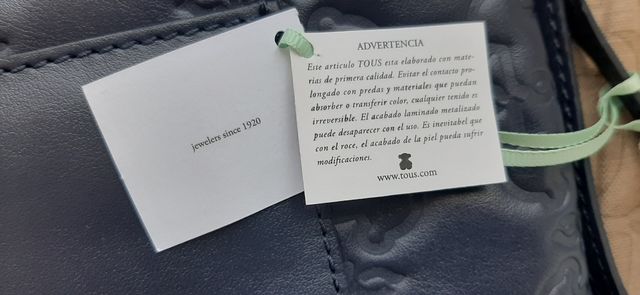 jewelers since 1920
ADVERTENCIA
Este articulo TOUS esta elaborado con mate-
rias de primera calidad. Evitar el contacto pro-
longado con predas y materiales que puedan
absorber o transferir color, cualquier tenido es
irreversible. El acabado laminado metalizado
puede desaparecer con el uso. Es inevitabel que
con el roce, el acabado de la piel pueda sufrir
modificaciones.
www.tous.com